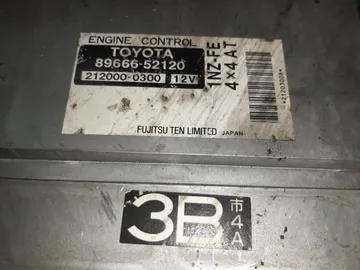 ENGINE CONTROL
TOYOTA
89666-52120
212000-0300 12V
1NZ-FE
4×4 AT
FUJITSU TEN LIMITED JAPAN
3B
市
4
A